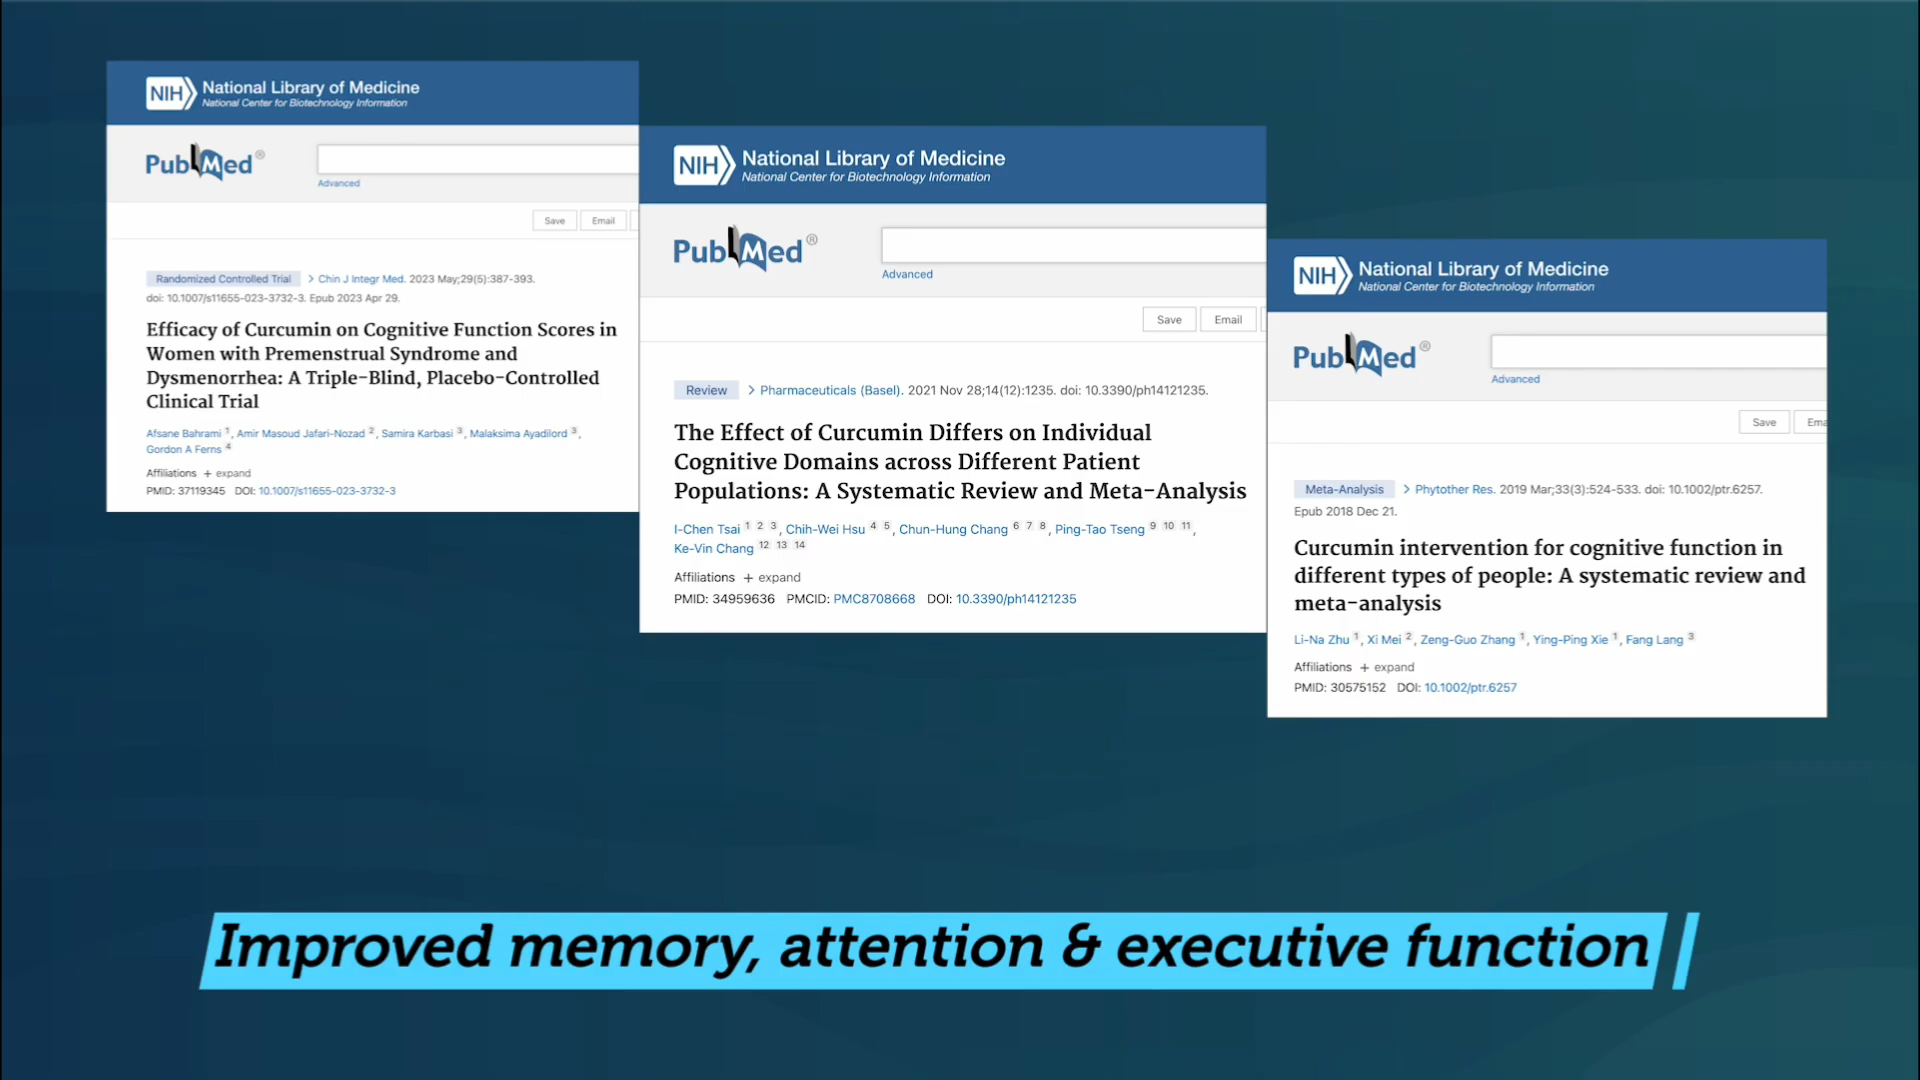 NIH National Library of Medicine
National Center for Biotechnology Information
PubMed®
Advanced
Save Email
Randomized Controlled Trial > Chin J Integr Med. 2023 May;29(5):387-393.
doi: 10.1007/s11655-023-3732-3. Epub 2023 Apr 29.
Efficacy of Curcumin on Cognitive Function Scores in
Women with Premenstrual Syndrome and
Dysmenorrhea: A Triple-Blind, Placebo-Controlled
Clinical Trial
Afsane Bahrami 1, Amir Masoud Jafari-Nozad 2, Samira Karbasi 3, Malaksima Ayadilord 3,
Gordon A Ferns 4
Affiliations + expand
PMID: 37119345 DOI: 10.1007/s11655-023-3732-3
NIH National Library of Medicine
National Center for Biotechnology Information
PubMed®
Advanced
Save Email
Review > Pharmaceuticals (Basel). 2021 Nov 28;14(12):1235. doi: 10.3390/ph14121235.
The Effect of Curcumin Differs on Individual
Cognitive Domains across Different Patient
Populations: A Systematic Review and Meta-Analysis
I-Chen Tsai 1 2 3, Chih-Wei Hsu 4 5, Chun-Hung Chang 6 7 8, Ping-Tao Tseng 9 10 11,
Ke-Vin Chang 12 13 14
Affiliations + expand
PMID: 34959636 PMCID: PMC8708668 DOI: 10.3390/ph14121235
NIH National Library of Medicine
National Center for Biotechnology Information
PubMed®
Advanced
Save Ema
Meta-Analysis > Phytother Res. 2019 Mar;33(3):524-533. doi: 10.1002/ptr.6257.
Epub 2018 Dec 21.
Curcumin intervention for cognitive function in
different types of people: A systematic review and
meta-analysis
Li-Na Zhu 1, Xi Mei 2, Zeng-Guo Zhang 1, Ying-Ping Xie 1, Fang Lang 3
Affiliations + expand
PMID: 30575152 DOI: 10.1002/ptr.6257
Improved memory, attention & executive function